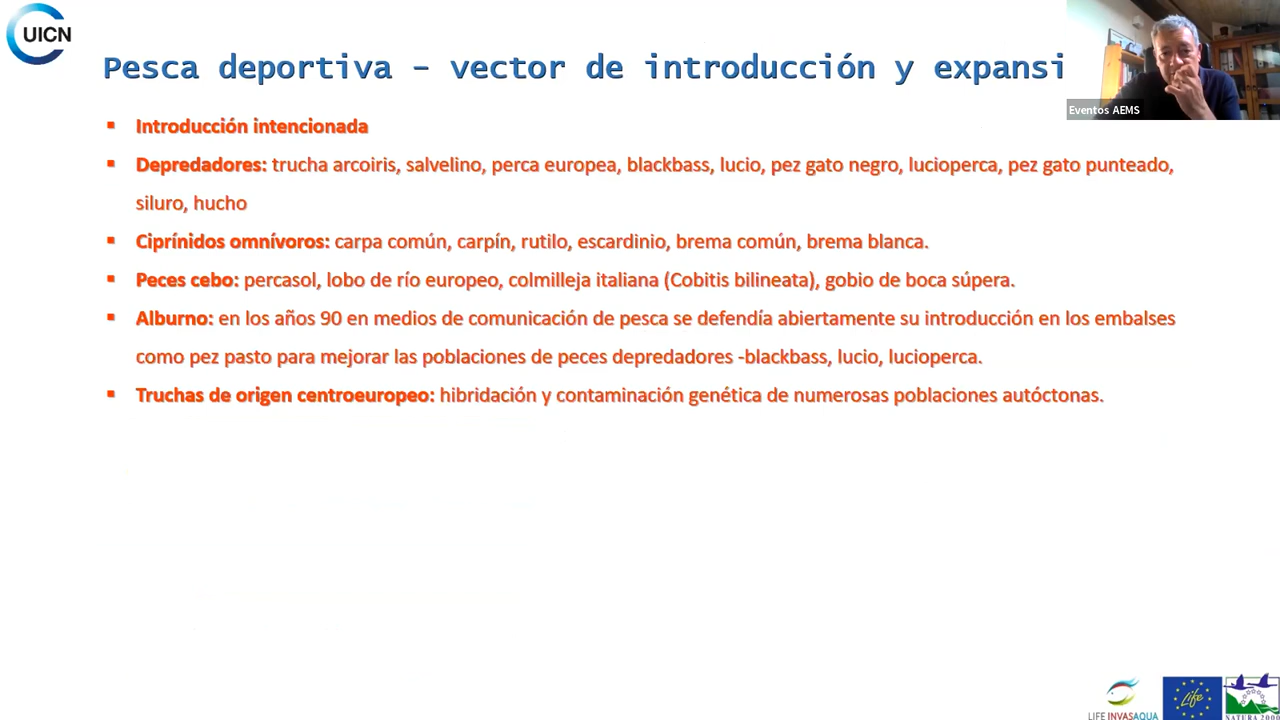 UICN
Pesca deportiva – vector de introducción y expansi
Eventos AEMS
▪ Introducción intencionada
▪ Depredadores: trucha arcoiris, salvelino, perca europea, blackbass, lucio, pez gato negro, lucioperca, pez gato punteado,
siluro, hucho
▪ Ciprínidos omnívoros: carpa común, carpín, rutilo, escardinio, brema común, brema blanca.
▪ Peces cebo: percasol, lobo de río europeo, colmilleja italiana (Cobitis bilineata), gobio de boca súpera.
▪ Alburno: en los años 90 en medios de comunicación de pesca se defendía abiertamente su introducción en los embalses
como pez pasto para mejorar las poblaciones de peces depredadores -blackbass, lucio, lucioperca.
▪ Truchas de origen centroeuropeo: hibridación y contaminación genética de numerosas poblaciones autóctonas.
LIFE INVASAQUA
Life
NATURA 2000